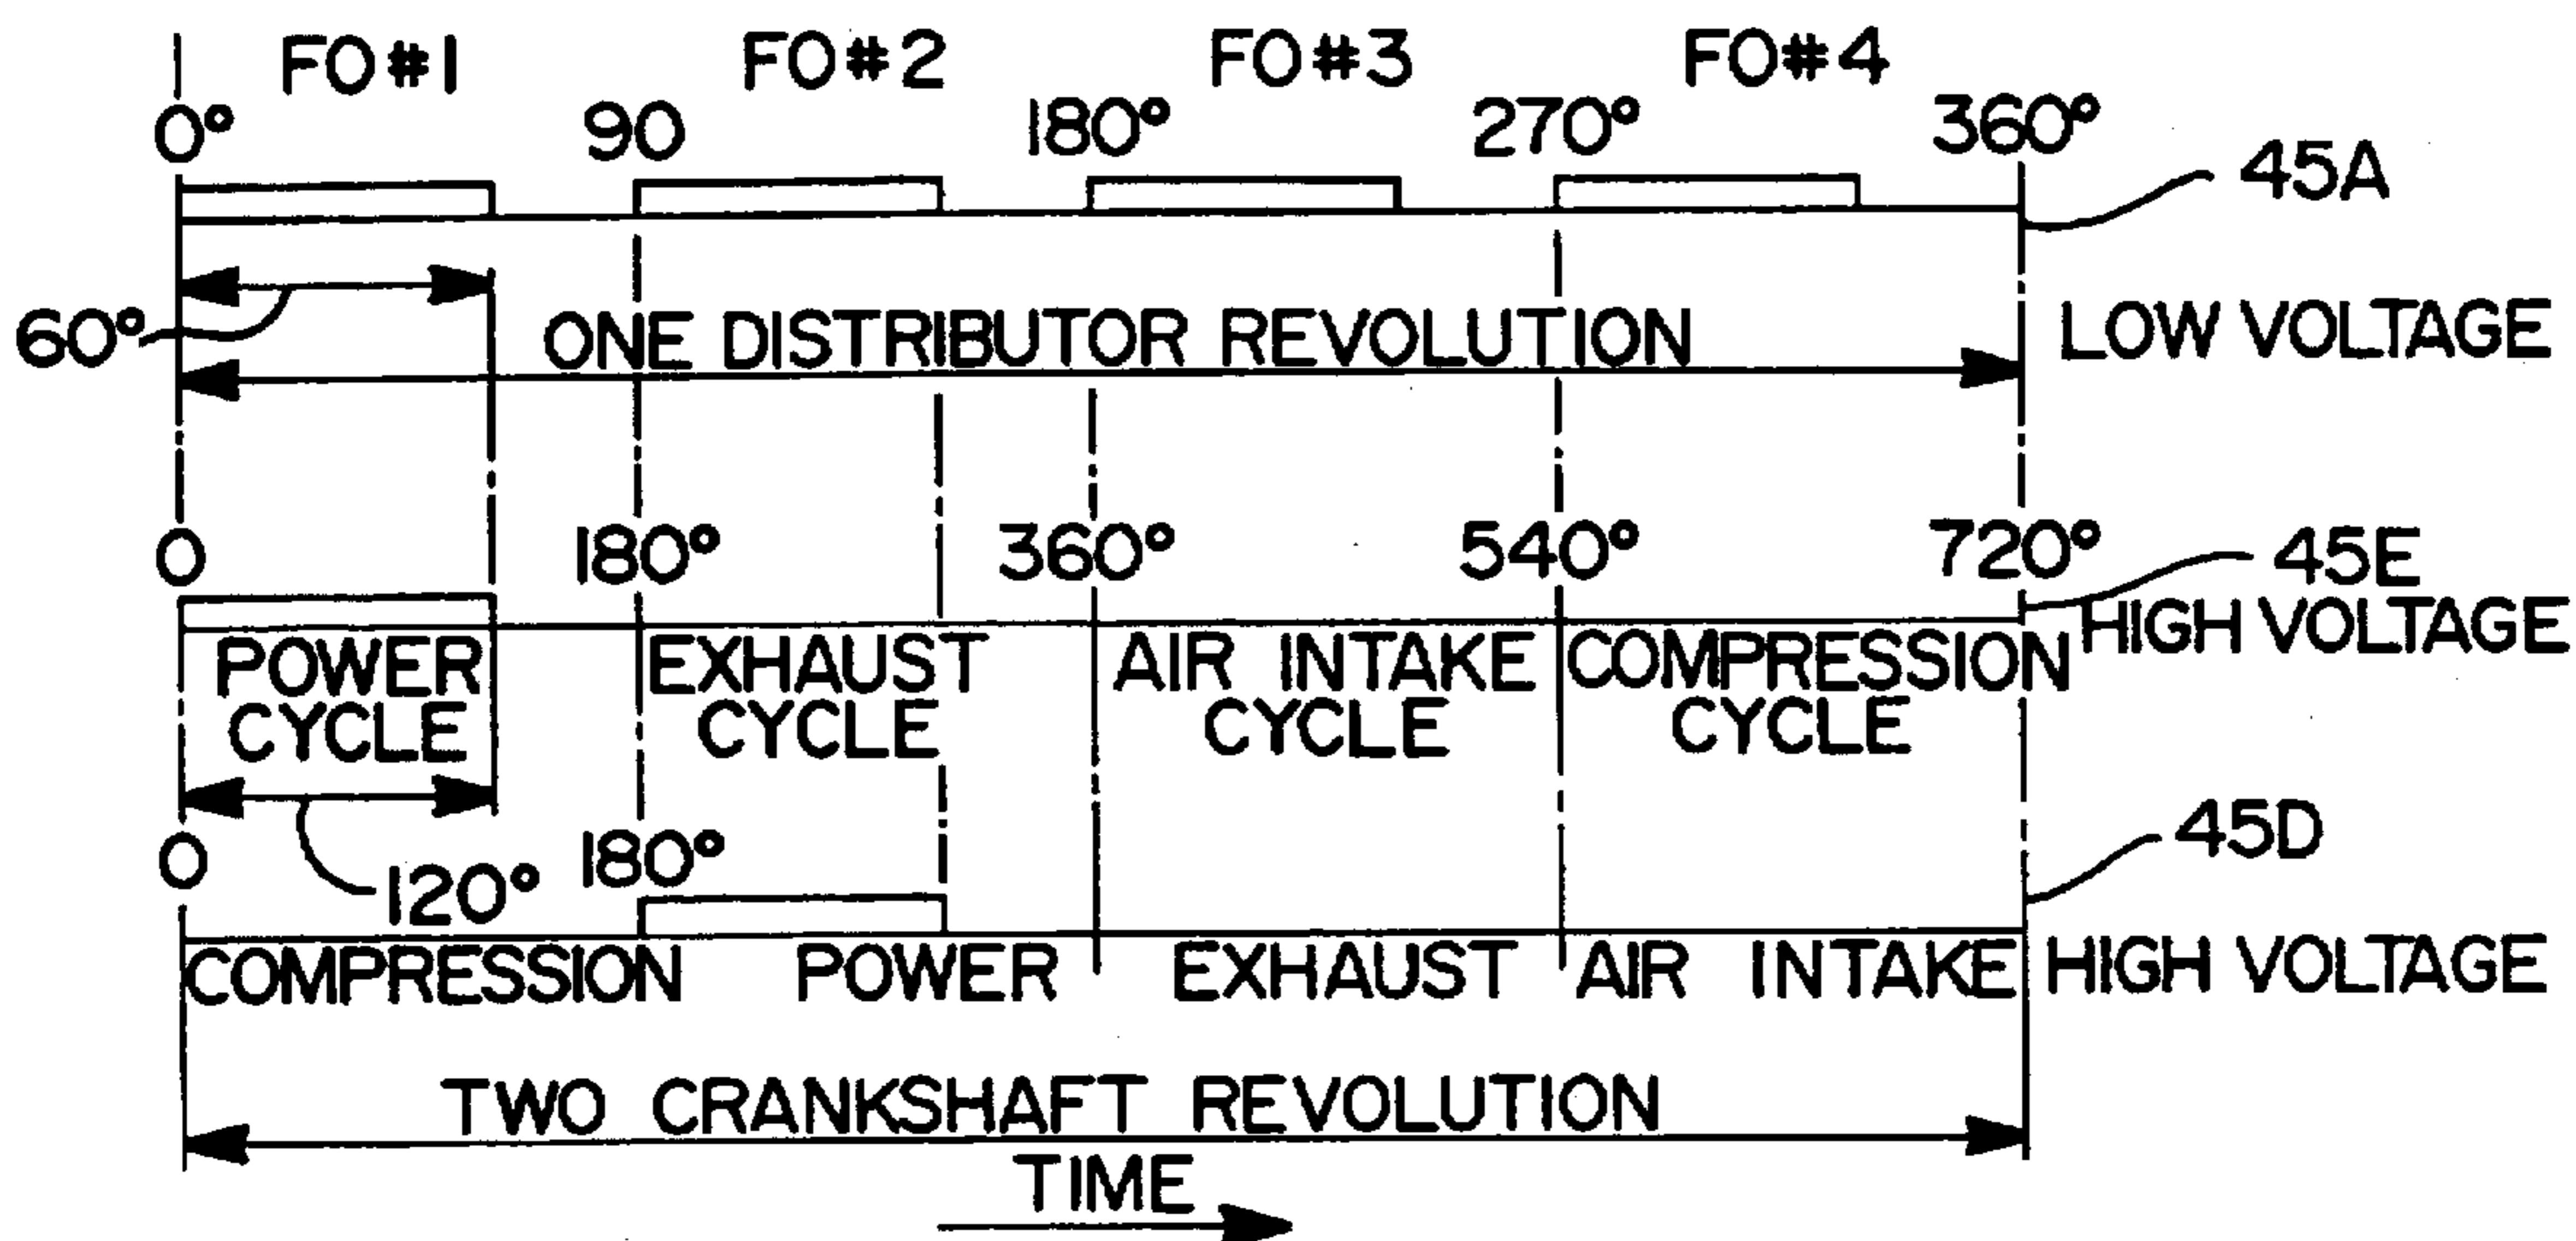 FO#1 FO#2 FO#3 FO#4
0° 90 180° 270° 360°
45A
60°
ONE DISTRIBUTOR REVOLUTION LOW VOLTAGE
0 180° 360° 540° 720° 45E
HIGH VOLTAGE
POWER CYCLE
EXHAUST CYCLE
AIR INTAKE CYCLE
COMPRESSION CYCLE
45D
0 120° 180°
COMPRESSION POWER EXHAUST AIR INTAKE HIGH VOLTAGE
TWO CRANKSHAFT REVOLUTION
TIME